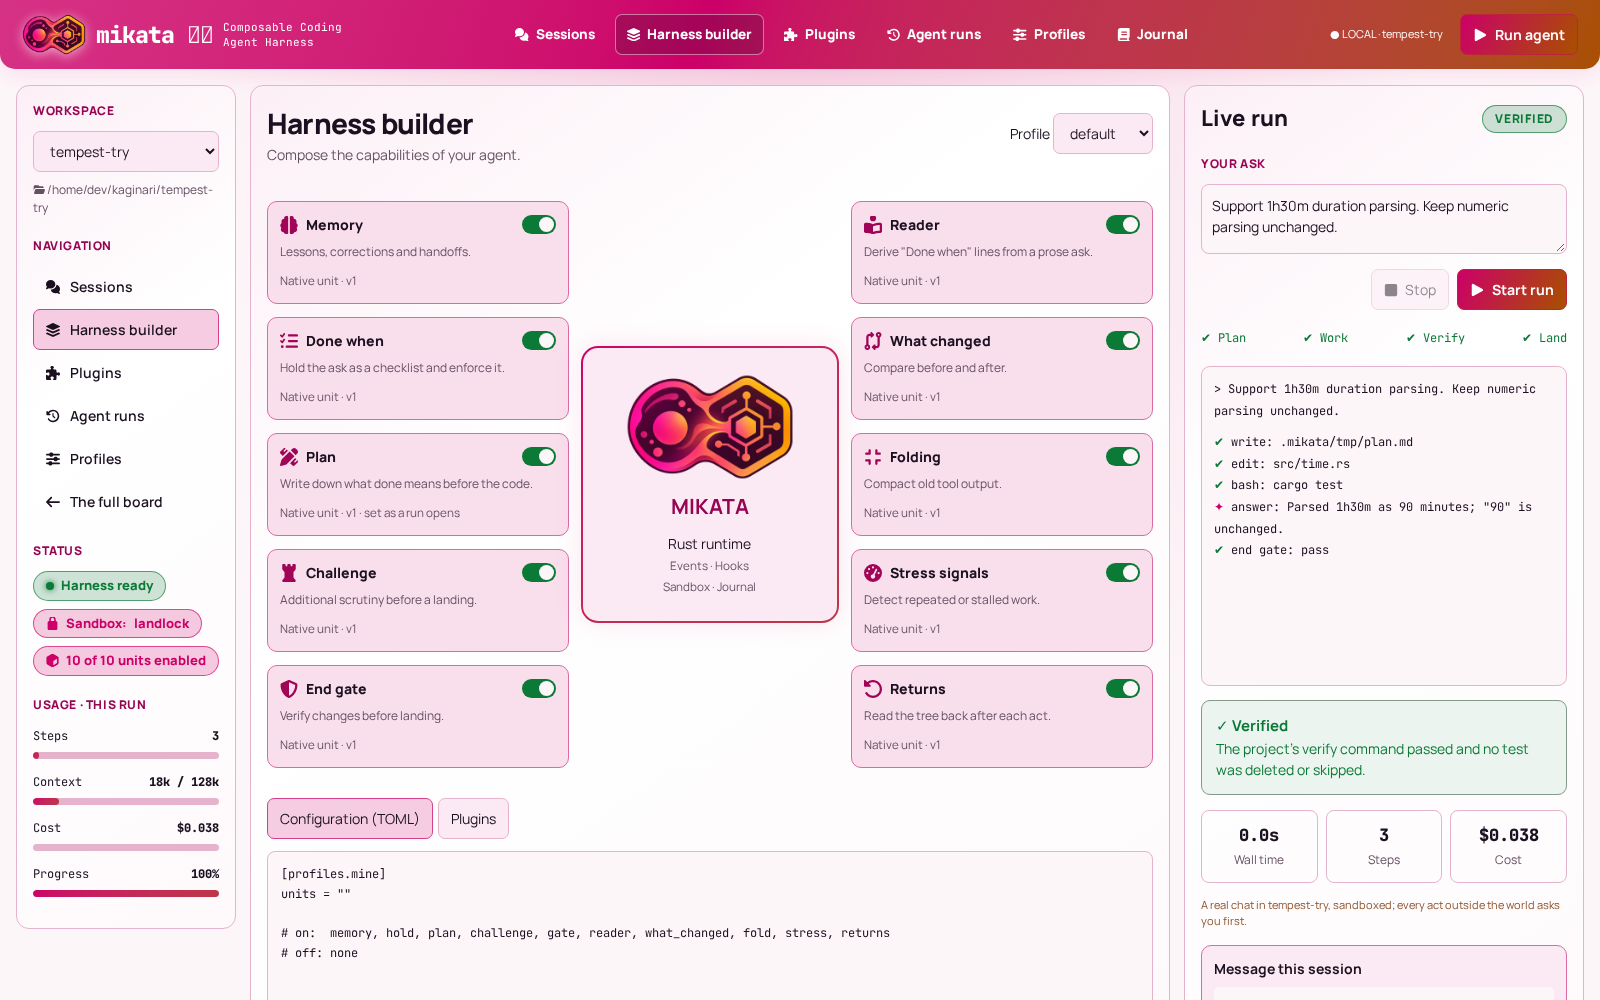 mikata
Composable Coding
Agent Harness
Sessions
Harness builder
Plugins
Agent runs
Profiles
Journal
LOCAL · tempest-try
Run agent
WORKSPACE
tempest-try
/home/dev/kaginari/tempest-
try
NAVIGATION
Sessions
Harness builder
Plugins
Agent runs
Profiles
The full board
STATUS
Harness ready
Sandbox: landlock
10 of 10 units enabled
USAGE · THIS RUN
Steps 3
Context 18k / 128k
Cost $0.038
Progress 100%
Harness builder
Compose the capabilities of your agent.
Profile default
Memory
Lessons, corrections and handoffs.
Native unit · v1
Done when
Hold the ask as a checklist and enforce it.
Native unit · v1
Plan
Write down what done means before the code.
Native unit · v1 · set as a run opens
Challenge
Additional scrutiny before a landing.
Native unit · v1
End gate
Verify changes before landing.
Native unit · v1
MIKATA
Rust runtime
Events · Hooks
Sandbox · Journal
Reader
Derive "Done when" lines from a prose ask.
Native unit · v1
What changed
Compare before and after.
Native unit · v1
Folding
Compact old tool output.
Native unit · v1
Stress signals
Detect repeated or stalled work.
Native unit · v1
Returns
Read the tree back after each act.
Native unit · v1
Configuration (TOML)
Plugins
[profiles.mine]
units = ""
# on:  memory, hold, plan, challenge, gate, reader, what_changed, fold, stress, returns
# off: none
Live run
VERIFIED
YOUR ASK
Support 1h30m duration parsing. Keep numeric
parsing unchanged.
Stop
Start run
✔ Plan
✔ Work
✔ Verify
✔ Land
> Support 1h30m duration parsing. Keep numeric
parsing unchanged.
✔ write: .mikata/tmp/plan.md
✔ edit: src/time.rs
✔ bash: cargo test
✦ answer: Parsed 1h30m as 90 minutes; "90" is
unchanged.
✔ end gate: pass
✓ Verified
The project's verify command passed and no test
was deleted or skipped.
0.0s
Wall time
3
Steps
$0.038
Cost
A real chat in tempest-try, sandboxed; every act outside the world asks
you first.
Message this session